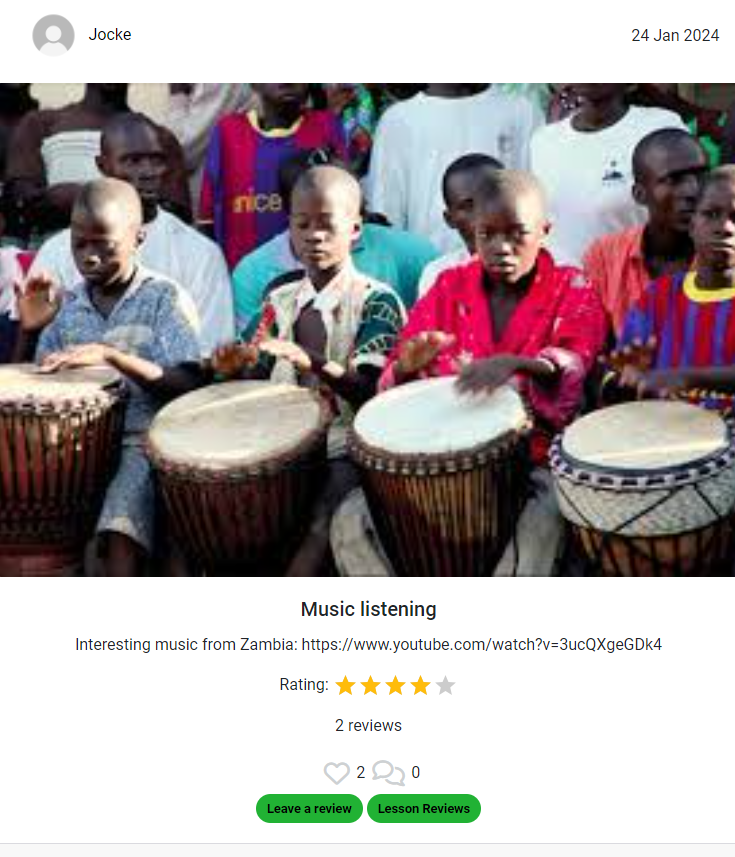 Jocke
24 Jan 2024
nice
Music listening
Interesting music from Zambia: https://www.youtube.com/watch?v=3ucQXgeGDk4
Rating:
2 reviews
2 0
Leave a review Lesson Reviews